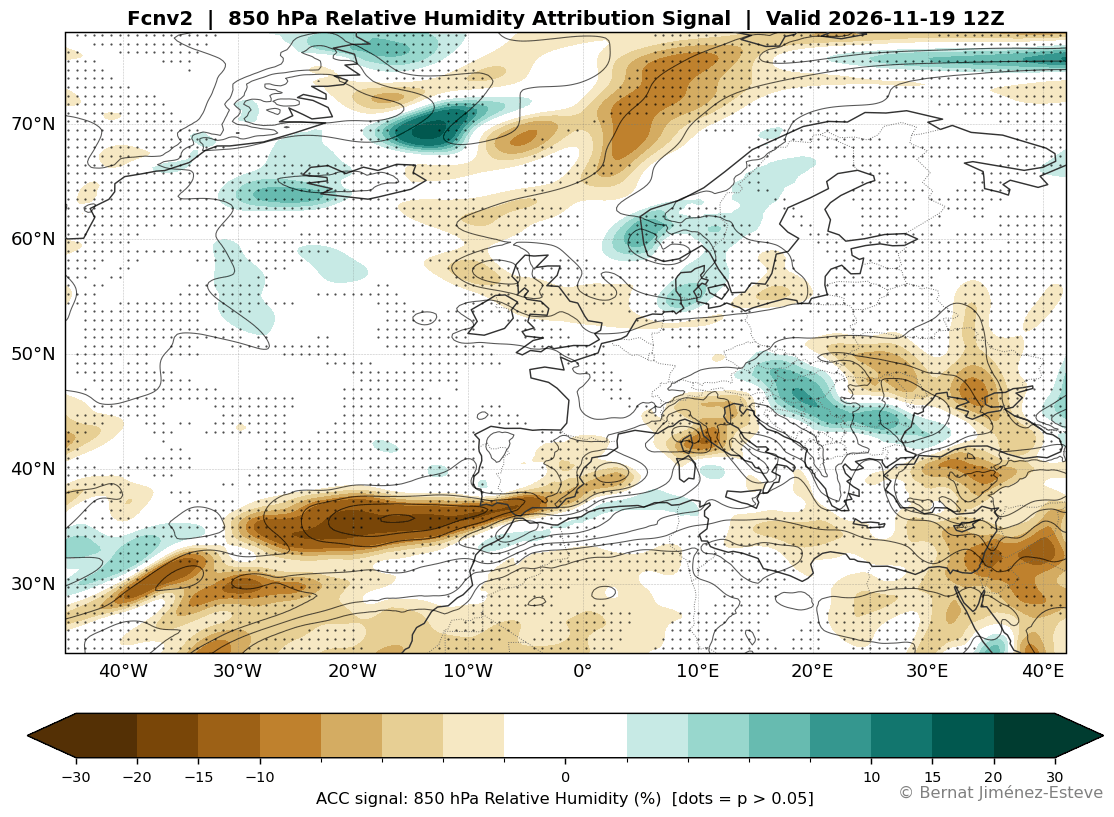 Fcnv2 | 850 hPa Relative Humidity Attribution Signal | Valid 2026-11-19 12Z
70°N
60°N
50°N
40°N
30°N
40°W 30°W 20°W 10°W 0° 10°E 20°E 30°E 40°E
−30 −20 −15 −10 0 10 15 20 30
ACC signal: 850 hPa Relative Humidity (%) [dots = p > 0.05]
© Bernat Jiménez-Esteve